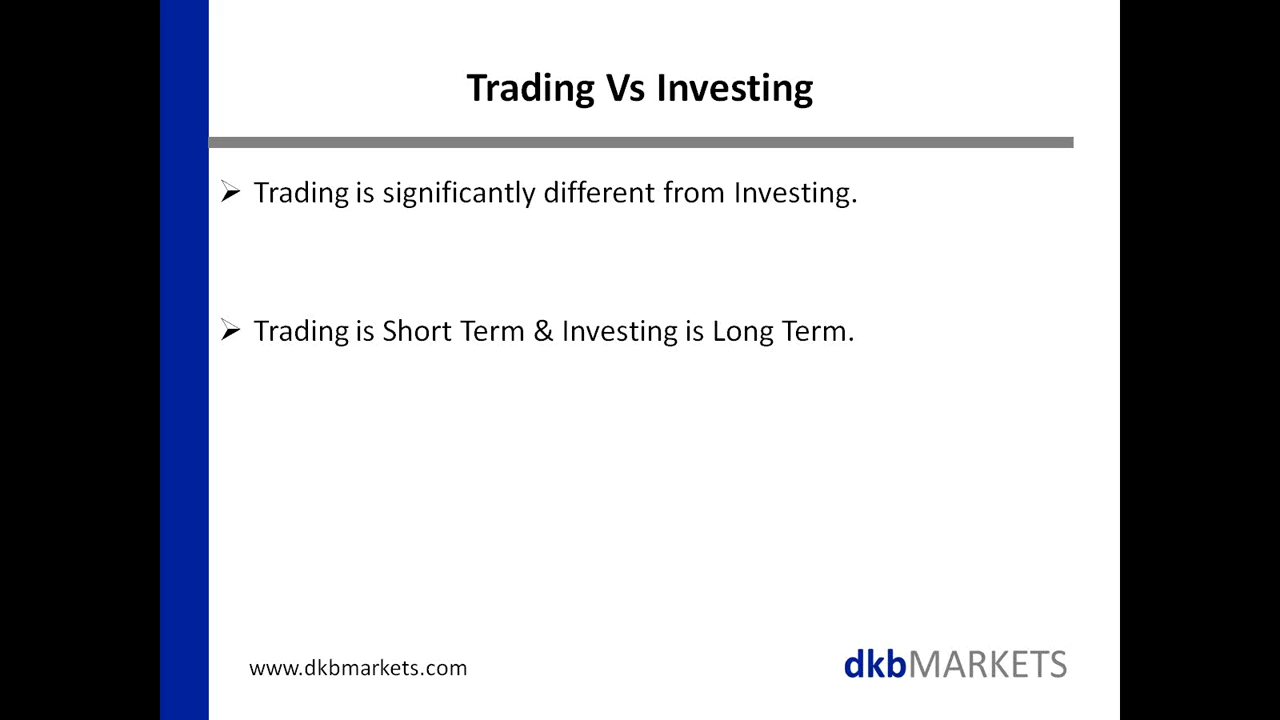 Trading Vs Investing
Trading is significantly different from Investing.
Trading is Short Term & Investing is Long Term.
www.dkbmarkets.com
dkbMARKETS